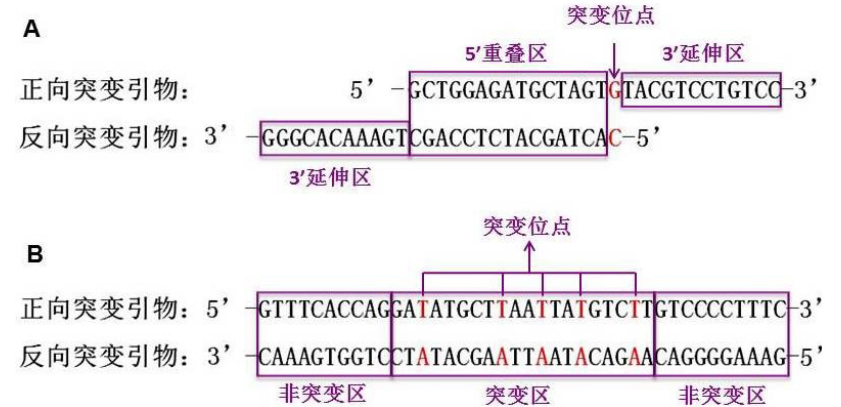 A
突变位点
5’重叠区 3’延伸区
正向突变引物： 5’ -GCTGGAGATGCTAGTGTACGTCCTGTCC-3’
反向突变引物：3’ -GGGCACAAAGTCGACCTCTACGATCAC-5’
3’延伸区
突变位点
B
正向突变引物：5’ -GTTTCACCAGGATATGCTTAATTATGTCTTGTCCCCTTTC-3’
反向突变引物：3’ -CAAAGTGGTCCTATACGAATTAATACAGAACAGGGGAAAG-5’
非突变区 突变区 非突变区